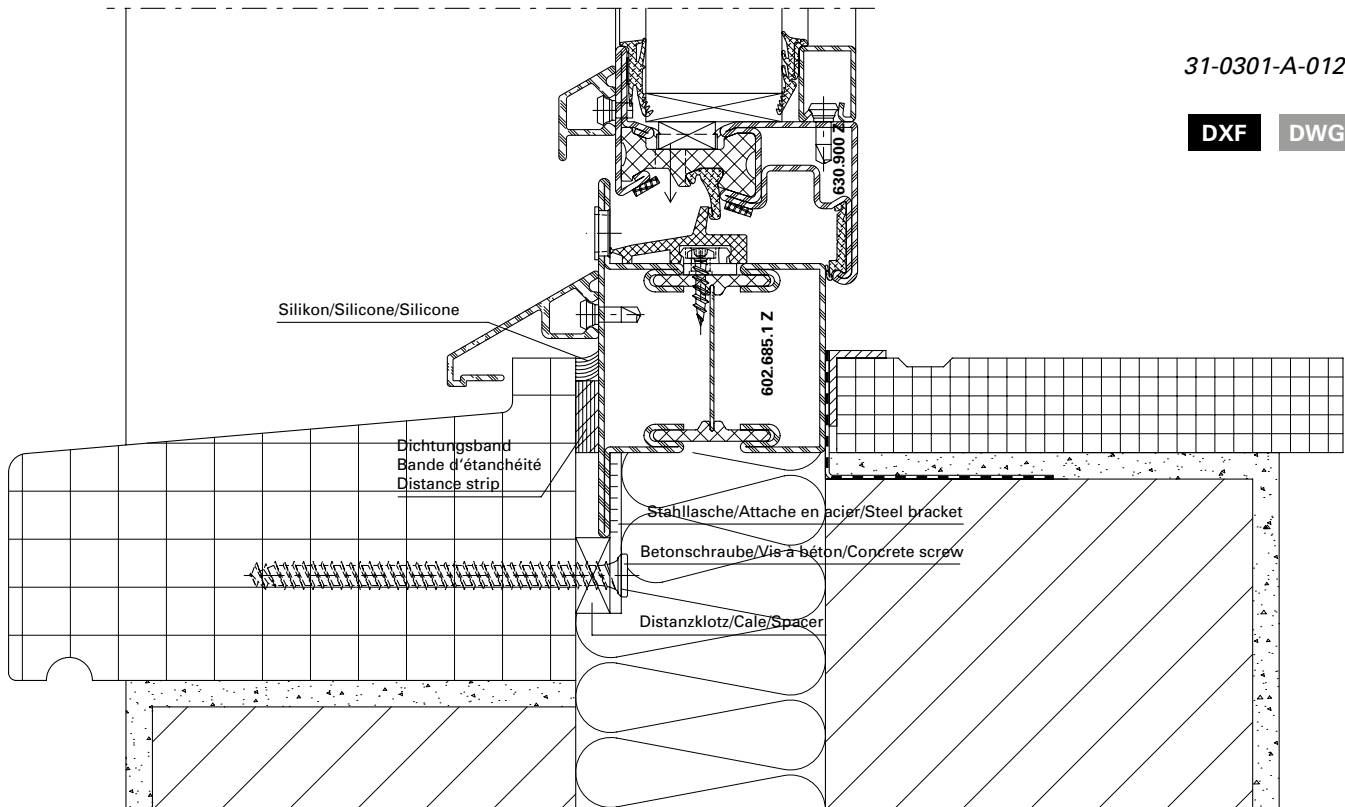 31-0301-A-012
DXF DWG
630.900 Z
Silikon/Silicone/Silicone
602.685.1 Z
Dichtungsband
Bande d‘étanchéité
Distance strip
Stahllasche/Attache en acier/Steel bracket
Betonschraube/Vis à béton/Concrete screw
Distanzklotz/Cale/Spacer